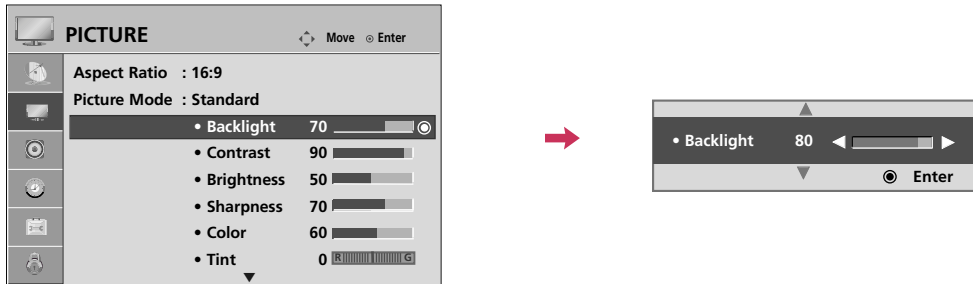 PICTURE
Move Enter
Aspect Ratio : 16:9
Picture Mode : Standard
• Backlight 70
• Contrast 90
• Brightness 50
• Sharpness 70
• Color 60
• Tint 0 R G
• Backlight 80
Enter